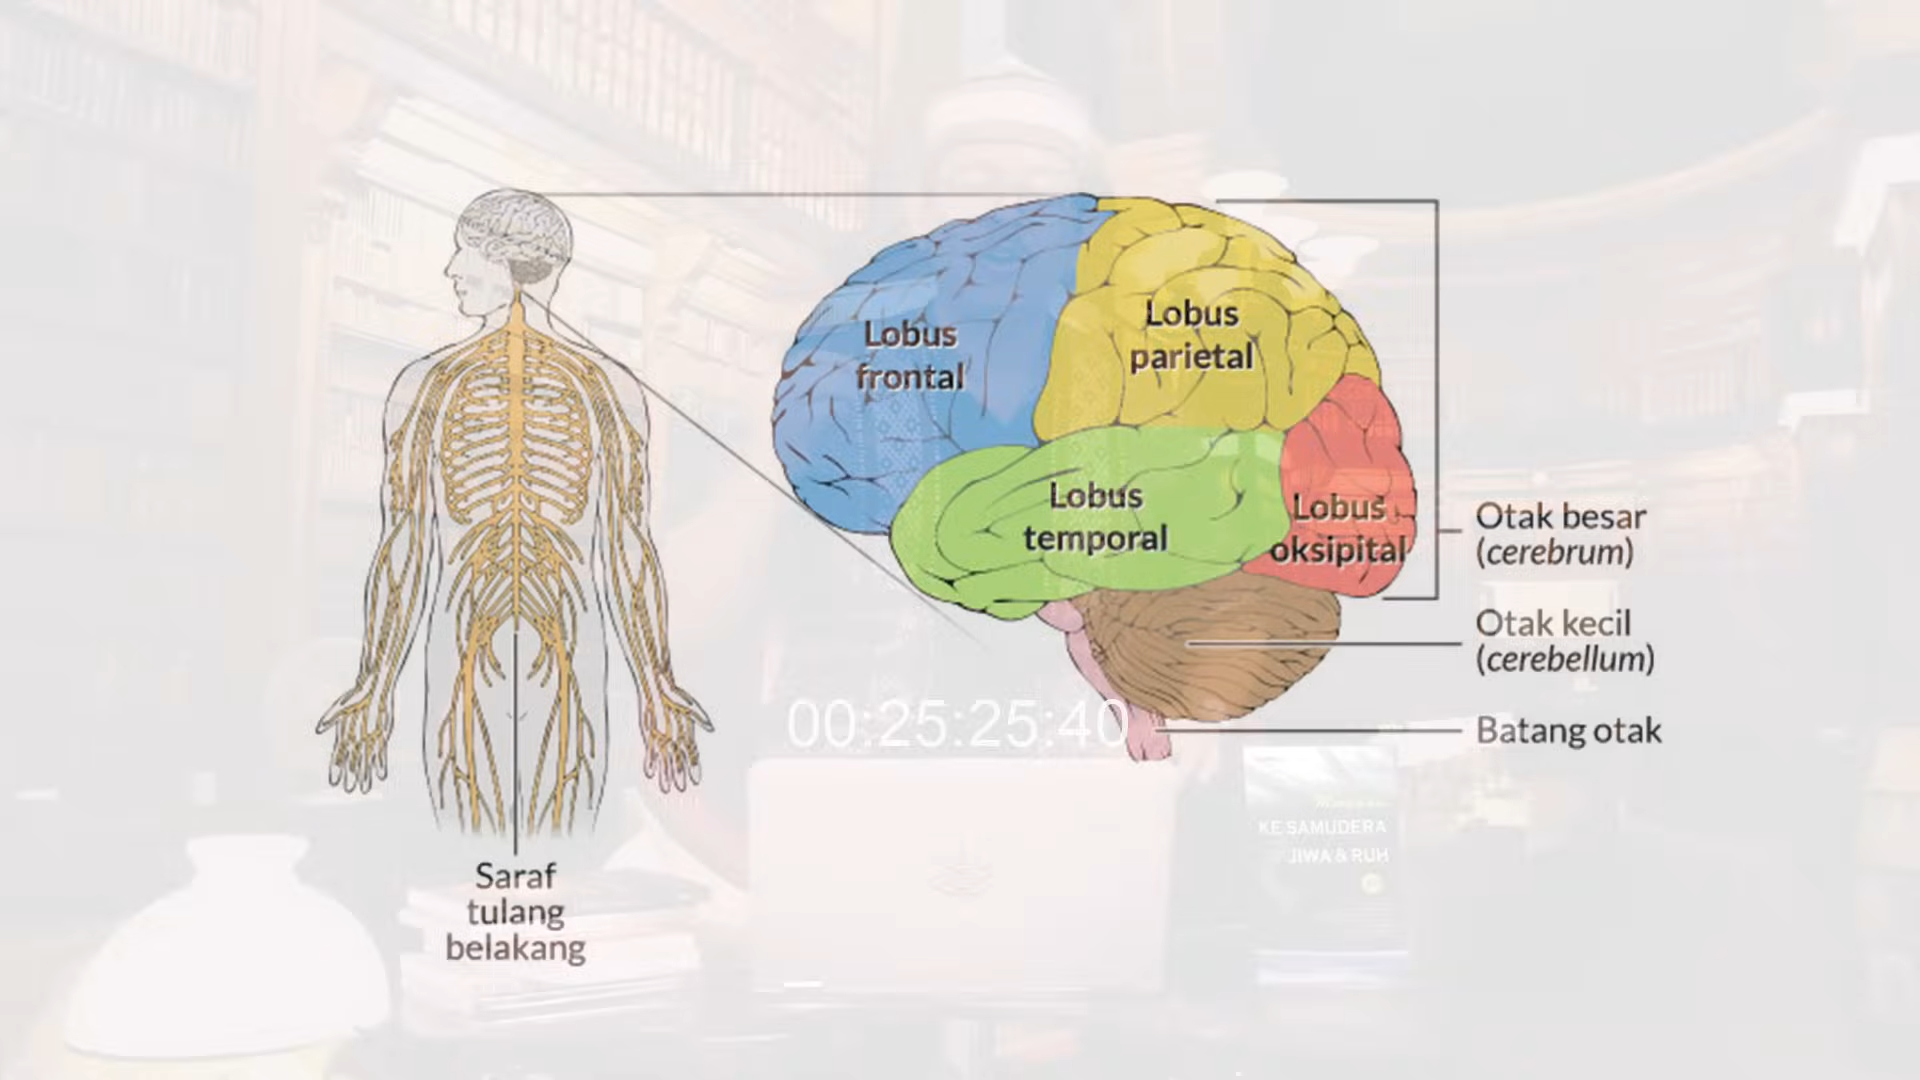 Lobus
frontal
Lobus
parietal
Lobus
temporal
Lobus
oksipital
Otak besar
(cerebrum)
Otak kecil
(cerebellum)
Batang otak
Saraf
tulang
belakang
00:25:25:40
KE SAMUDERA
JIWA & RUH